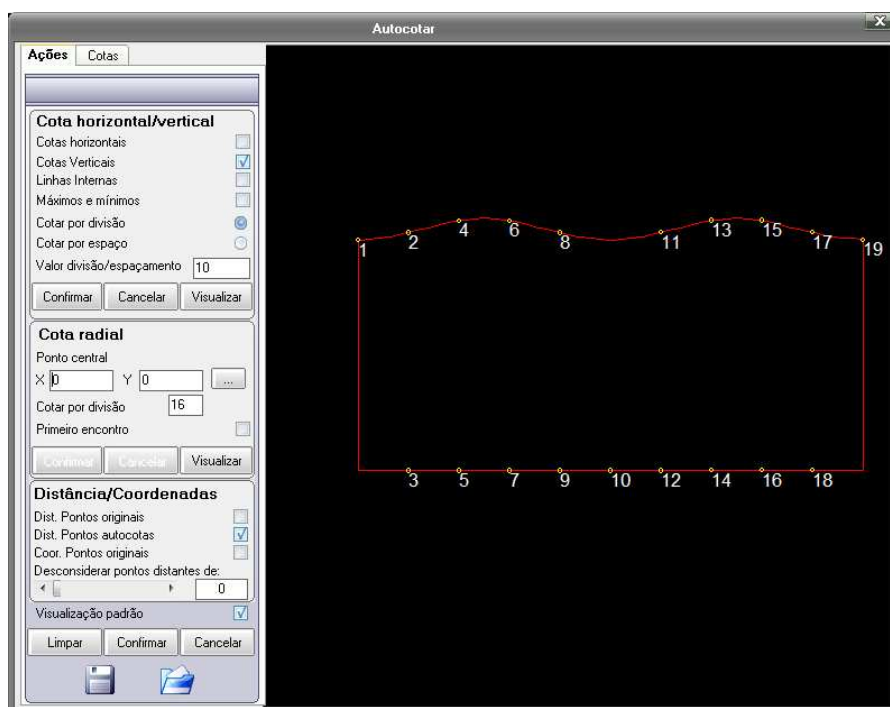 Autocotar
Ações Cotas
Cota horizontal/vertical
Cotas horizontais
Cotas Verticais
Linhas Internas
Máximos e mínimos
Cotar por divisão
Cotar por espaço
Valor divisão/espaçamento 10
Confirmar Cancelar Visualizar
Cota radial
Ponto central
X 0 Y 0 ...
Cotar por divisão 16
Primeiro encontro
Confirmar Cancelar Visualizar
Distância/Coordenadas
Dist. Pontos originais
Dist. Pontos autocotas
Coor. Pontos originais
Desconsiderar pontos distantes de:
0
Visualização padrão
Limpar Confirmar Cancelar
1 2 4 6 8 11 13 15 17 19
3 5 7 9 10 12 14 16 18